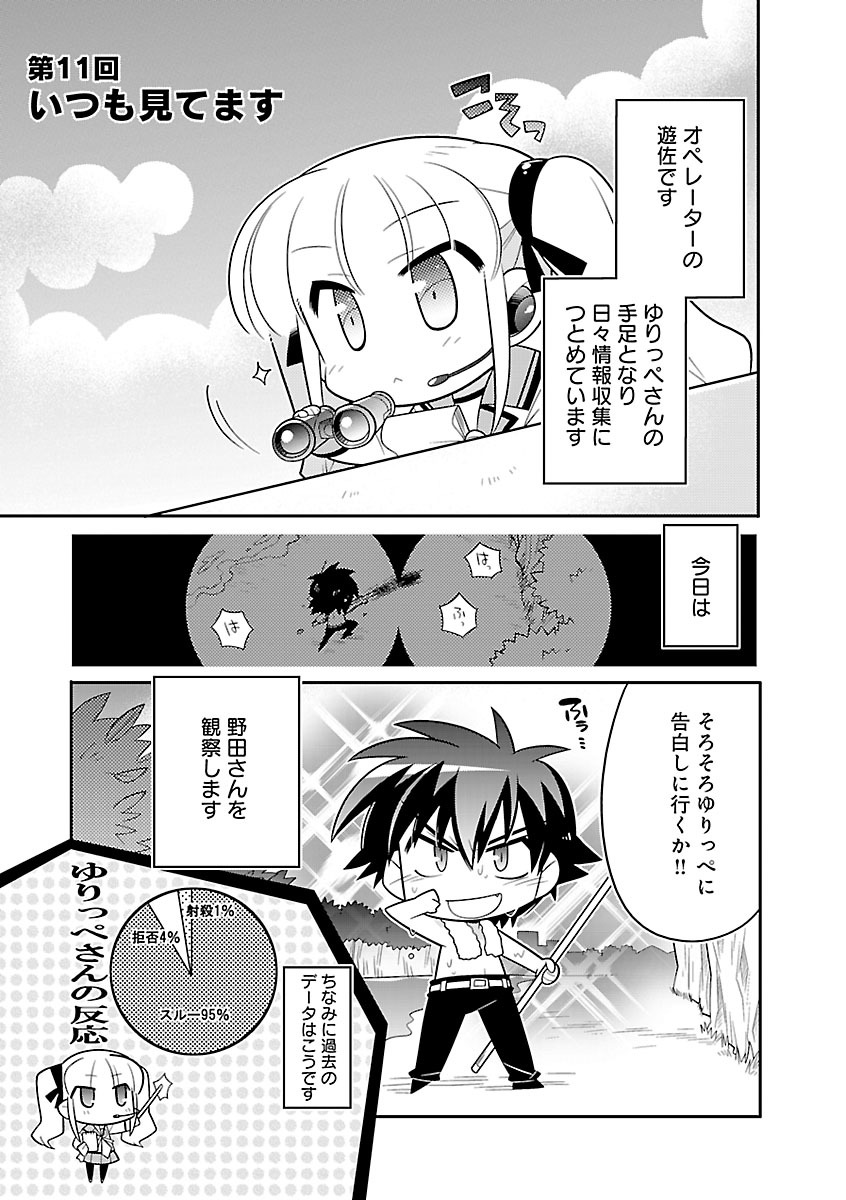 第11回
いつも見てます
こそっ
オペレーターの
遊佐です
ゆりっぺさんの
手足となり
日々情報収集に
つとめています
今日は
はっ
ふっ
は
そろそろゆりっぺに
告白しに行くか!!
ふぅ…
野田さんを
観察します
ちなみに過去の
データはこうです
ゆりっぺさんの反応
射殺1%
拒否4%
スルー95%